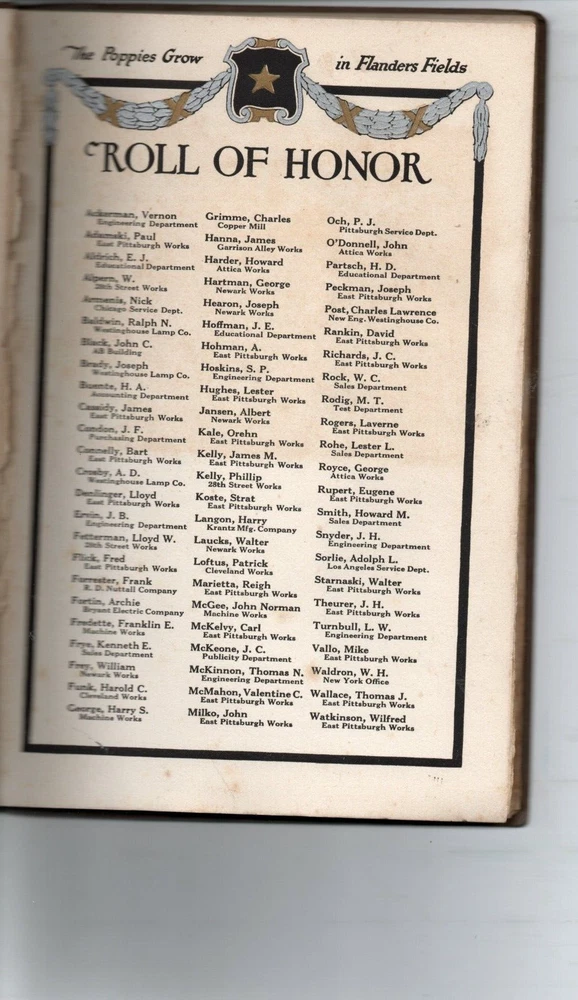 The Poppies Grow in Flanders Fields
ROLL OF HONOR
Ackerman, Vernon
Engineering Department
Adamski, Paul
East Pittsburgh Works
Aldrich, E. J.
Educational Department
Alpern, W.
28th Street Works
Armenis, Nick
Chicago Service Dept.
Baldwin, Ralph N.
Westinghouse Lamp Co.
Black, John C.
AB Building
Brady, Joseph
Westinghouse Lamp Co.
Buente, H. A.
Accounting Department
Cassidy, James
East Pittsburgh Works
Condon, J. F.
Purchasing Department
Connelly, Bart
East Pittsburgh Works
Crosby, A. D.
Westinghouse Lamp Co.
Denlinger, Lloyd
East Pittsburgh Works
Ervin, J. B.
Engineering Department
Fetterman, Lloyd W.
28th Street Works
Flick, Fred
East Pittsburgh Works
Forrester, Frank
R. D. Nuttall Company
Fortin, Archie
Bryant Electric Company
Fredette, Franklin E.
Machine Works
Frye, Kenneth E.
Sales Department
Frey, William
Newark Works
Funk, Harold C.
Cleveland Works
George, Harry S.
Machine Works
Grimme, Charles
Copper Mill
Hanna, James
Garrison Alley Works
Harder, Howard
Attica Works
Hartman, George
Newark Works
Hearon, Joseph
Newark Works
Hoffman, J. E.
Educational Department
Hohman, A.
East Pittsburgh Works
Hoskins, S. P.
Engineering Department
Hughes, Lester
East Pittsburgh Works
Jansen, Albert
Newark Works
Kale, Orehn
East Pittsburgh Works
Kelly, James M.
East Pittsburgh Works
Kelly, Phillip
28th Street Works
Koste, Strat
East Pittsburgh Works
Langon, Harry
Krantz Mfg. Company
Laucks, Walter
Newark Works
Loftus, Patrick
Cleveland Works
Marietta, Reigh
East Pittsburgh Works
McGee, John Norman
Machine Works
McKelvy, Carl
East Pittsburgh Works
McKeone, J. C.
Publicity Department
McKinnon, Thomas N.
Engineering Department
McMahon, Valentine C.
East Pittsburgh Works
Milko, John
East Pittsburgh Works
Och, P. J.
Pittsburgh Service Dept.
O'Donnell, John
Attica Works
Partsch, H. D.
Educational Department
Peckman, Joseph
East Pittsburgh Works
Post, Charles Lawrence
New Eng. Westinghouse Co.
Rankin, David
East Pittsburgh Works
Richards, J. C.
East Pittsburgh Works
Rock, W. C.
Sales Department
Rodig, M. T.
Test Department
Rogers, Laverne
East Pittsburgh Works
Rohe, Lester L.
Sales Department
Royce, George
Attica Works
Rupert, Eugene
East Pittsburgh Works
Smith, Howard M.
Sales Department
Snyder, J. H.
Engineering Department
Sorlie, Adolph L.
Los Angeles Service Dept.
Starnaski, Walter
East Pittsburgh Works
Theurer, J. H.
East Pittsburgh Works
Turnbull, L. W.
Engineering Department
Vallo, Mike
East Pittsburgh Works
Waldron, W. H.
New York Office
Wallace, Thomas J.
East Pittsburgh Works
Watkinson, Wilfred
East Pittsburgh Works